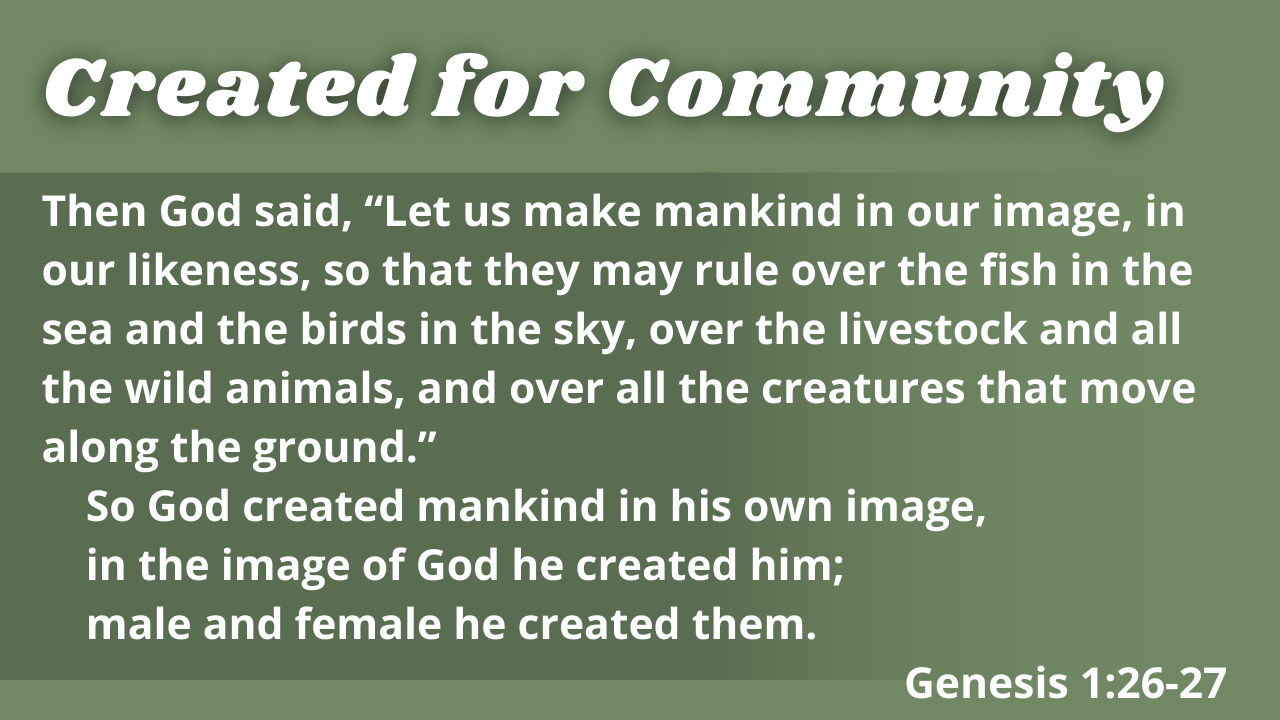 Created for Community
Then God said, “Let us make mankind in our image, in
our likeness, so that they may rule over the fish in the
sea and the birds in the sky, over the livestock and all
the wild animals, and over all the creatures that move
along the ground.”
So God created mankind in his own image,
in the image of God he created him;
male and female he created them.
Genesis 1:26-27